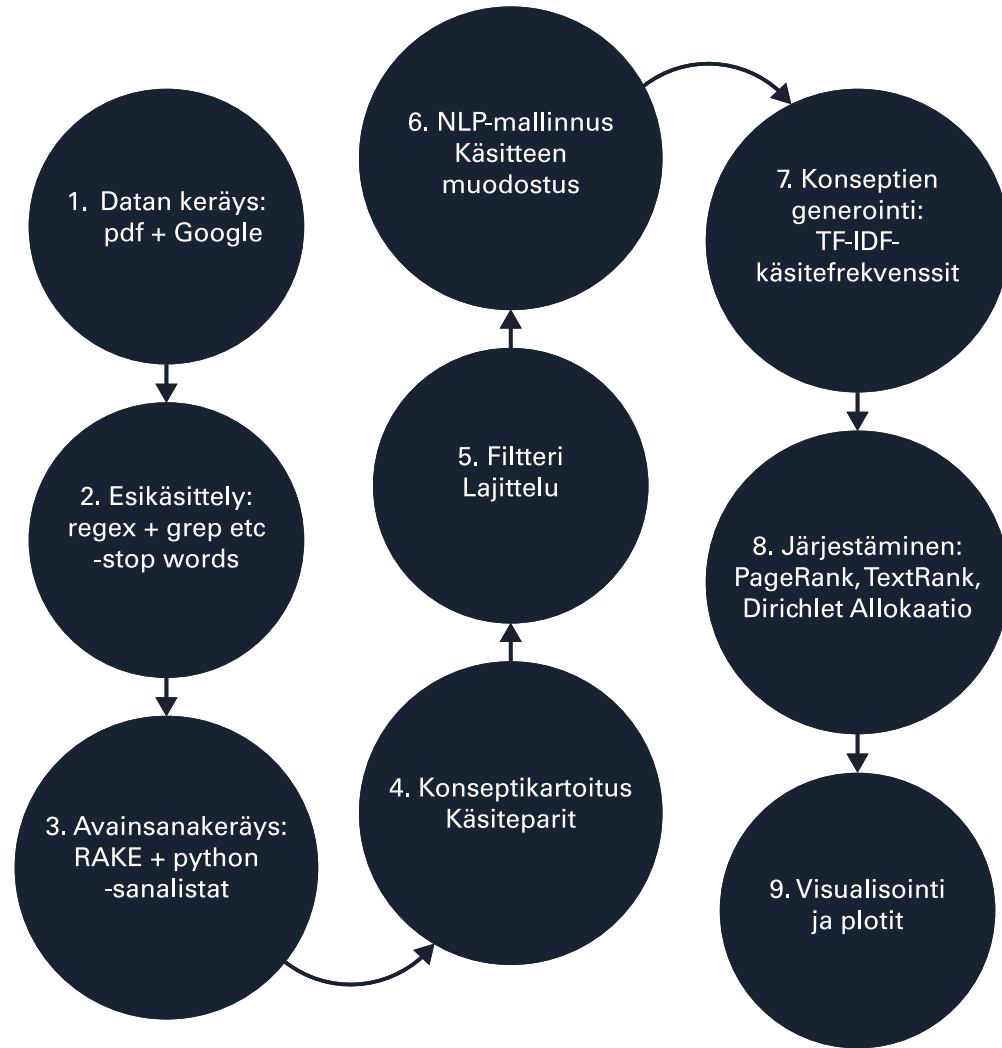 1. Datan keräys:
pdf + Google
2. Esikäsittely:
regex + grep etc
-stop words
3. Avainsanakeräys:
RAKE + python
-sanalistat
4. Konseptikartoitus
Käsiteparit
5. Filtteri
Lajittelu
6. NLP-mallinnus
Käsitteen
muodostus
7. Konseptien
generointi:
TF-IDF-
käsitefrekvenssit
8. Järjestäminen:
PageRank, TextRank,
Dirichlet Allokaatio
9. Visualisointi
ja plotit